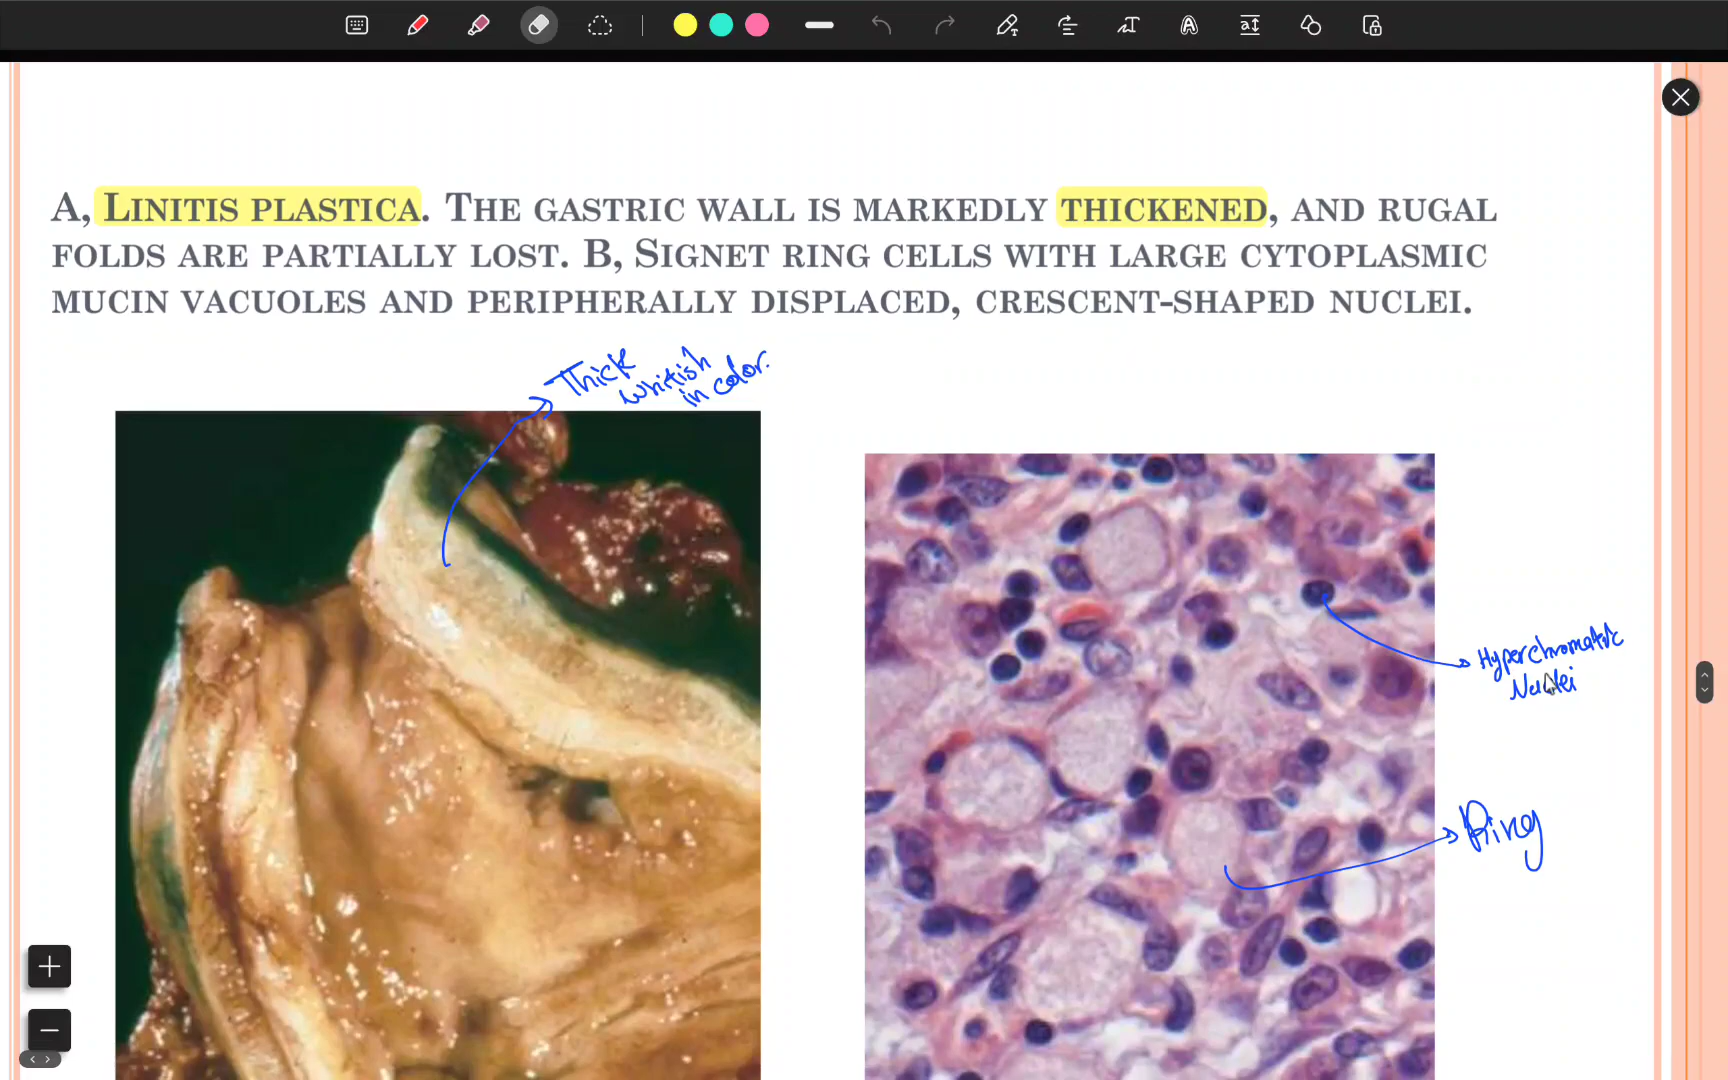 A, Linitis plastica. The gastric wall is markedly thickened, and rugal
folds are partially lost. B, Signet ring cells with large cytoplasmic
mucin vacuoles and peripherally displaced, crescent-shaped nuclei.
Thick
whitish
in color.
Hyperchromatic
Nuclei
Ring